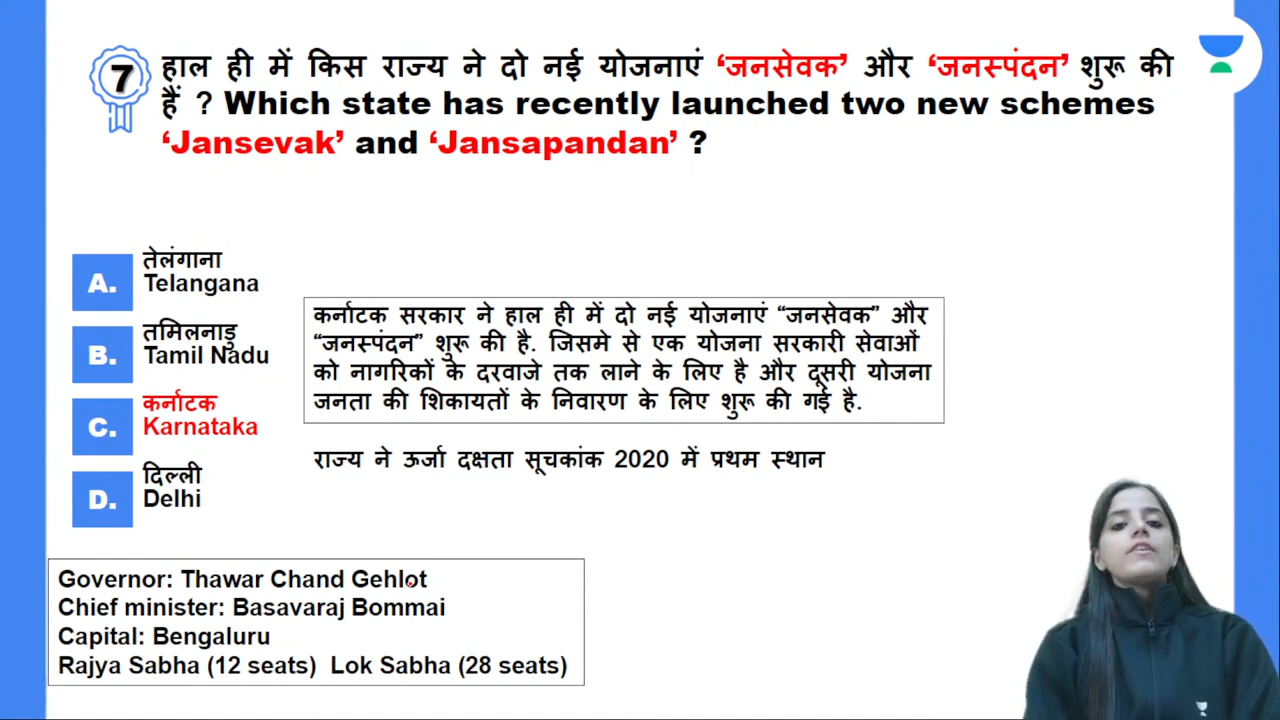 7
हाल ही में किस राज्य ने दो नई योजनाएं ‘जनसेवक’ और ‘जनस्पंदन’ शुरू की
हैं ? Which state has recently launched two new schemes
‘Jansevak’ and ‘Jansapandan’ ?
A.
तेलंगाना
Telangana
B.
तमिलनाडु
Tamil Nadu
C.
कर्नाटक
Karnataka
D.
दिल्ली
Delhi
कर्नाटक सरकार ने हाल ही में दो नई योजनाएं “जनसेवक” और
“जनस्पंदन” शुरू की है. जिसमे से एक योजना सरकारी सेवाओं
को नागरिकों के दरवाजे तक लाने के लिए है और दूसरी योजना
जनता की शिकायतों के निवारण के लिए शुरू की गई है.
राज्य ने ऊर्जा दक्षता सूचकांक 2020 में प्रथम स्थान
Governor: Thawar Chand Gehlot
Chief minister: Basavaraj Bommai
Capital: Bengaluru
Rajya Sabha (12 seats) Lok Sabha (28 seats)